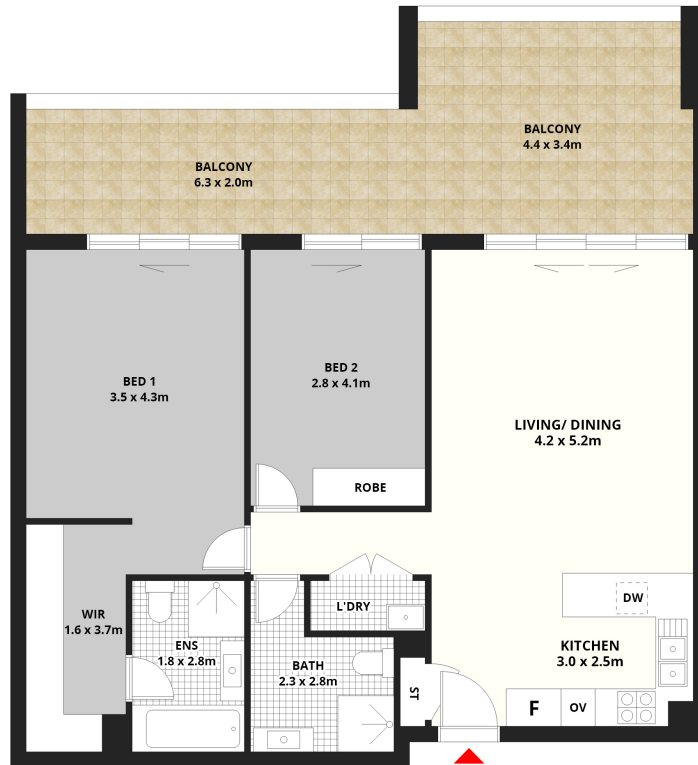 BALCONY
4.4 x 3.4m
BALCONY
6.3 x 2.0m
BED 1
3.5 x 4.3m
BED 2
2.8 x 4.1m
LIVING/ DINING
4.2 x 5.2m
ROBE
WIR
1.6 x 3.7m
L'DRY
DW
ENS
1.8 x 2.8m
BATH
2.3 x 2.8m
KITCHEN
3.0 x 2.5m
ST
F
OV